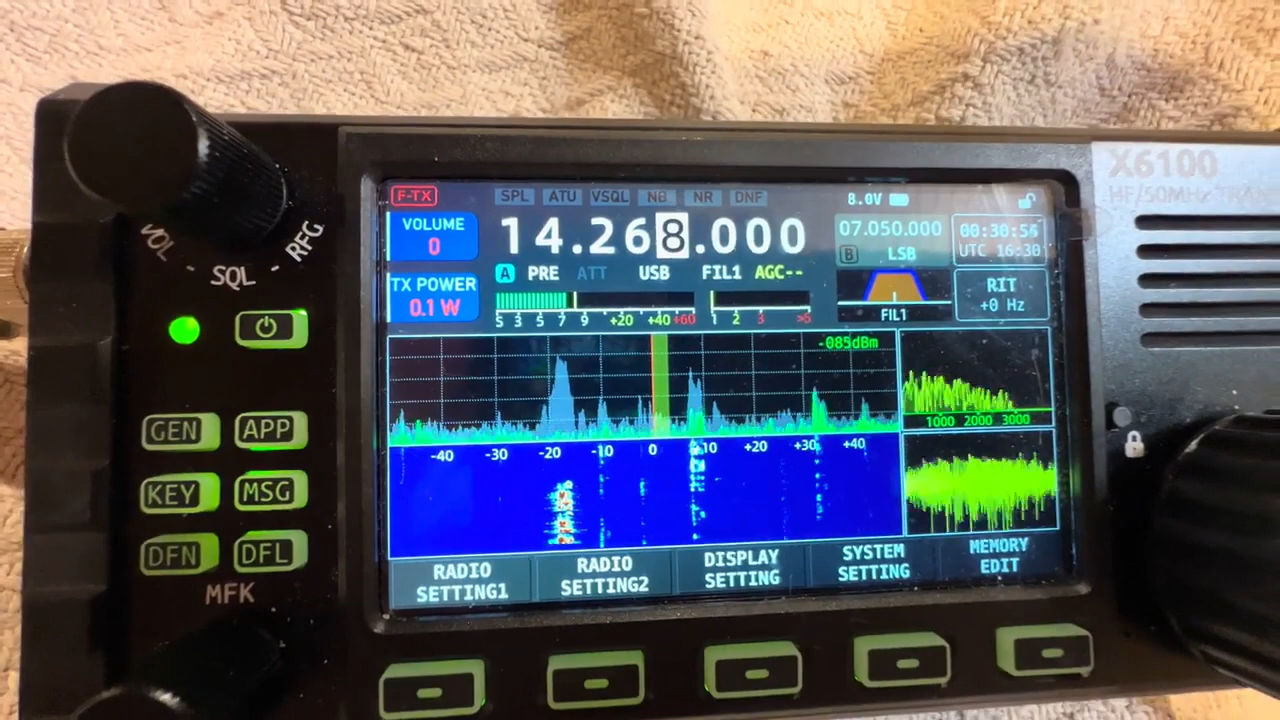 X6100
HF/50MHz TRAN
F-TX SPL ATU VSQL NB NR DNF 8.0V
VOLUME
0
14.268.000
07.050.000
B LSB
00:30:56
UTC 16:30
A PRE ATT USB FIL1 AGC--
TX POWER
0.1 W
S 3 5 7 9 +20 +40 +60
1 2 3 >5
FIL1
RIT
+0 Hz
-085dBm
-40 -30 -20 -10 0 +10 +20 +30 +40
1000 2000 3000
RADIO SETTING1
RADIO SETTING2
DISPLAY SETTING
SYSTEM SETTING
MEMORY EDIT
VOL - SQL - RFG
GEN APP
KEY MSG
DFN DFL
MFK